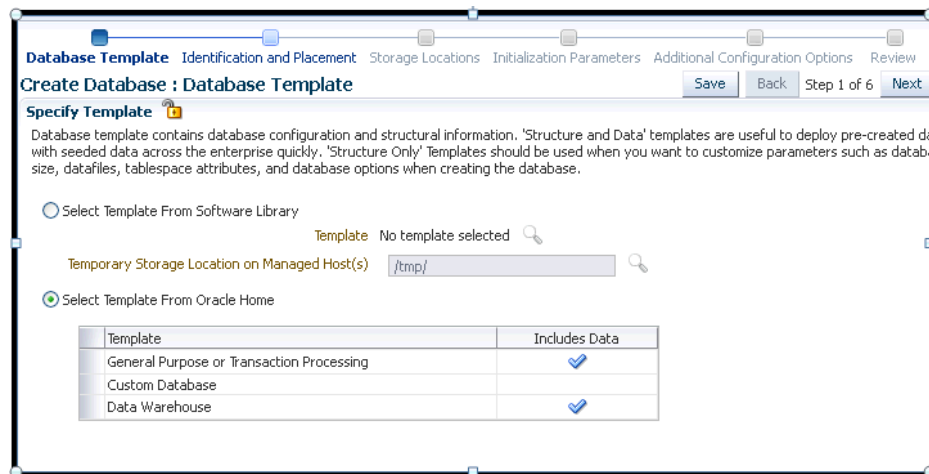 Database Template Identification and Placement Storage Locations Initialization Parameters Additional Configuration Options Review
Create Database : Database Template Save Back Step 1 of 6 Next
Specify Template
Database template contains database configuration and structural information. 'Structure and Data' templates are useful to deploy pre-created
with seeded data across the enterprise quickly. 'Structure Only' Templates should be used when you want to customize parameters such as
size, datafiles, tablespace attributes, and database options when creating the database.
Select Template From Software Library
Template No template selected
Temporary Storage Location on Managed Host(s) /tmp/
Select Template From Oracle Home
Template Includes Data
General Purpose or Transaction Processing
Custom Database
Data Warehouse